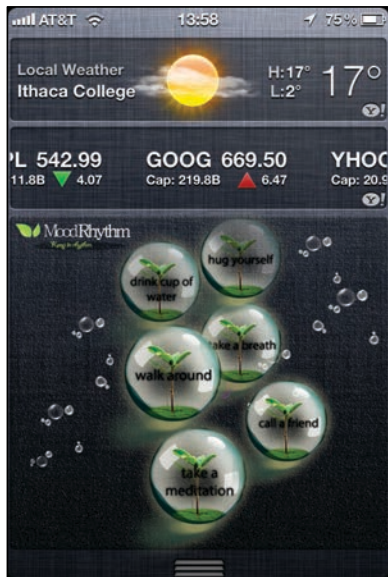 AT&T 13:58 75%
Local Weather
Ithaca College
H:17°
L:2°
17°
Y!
PL 542.99 GOOG 669.50 YHOO
11.8B 4.07 Cap: 219.8B 6.47 Cap: 20.9
Y!
MoodRhythm
hug yourself
drink cup of
water
take a breath
walk around
call a friend
take a
meditation